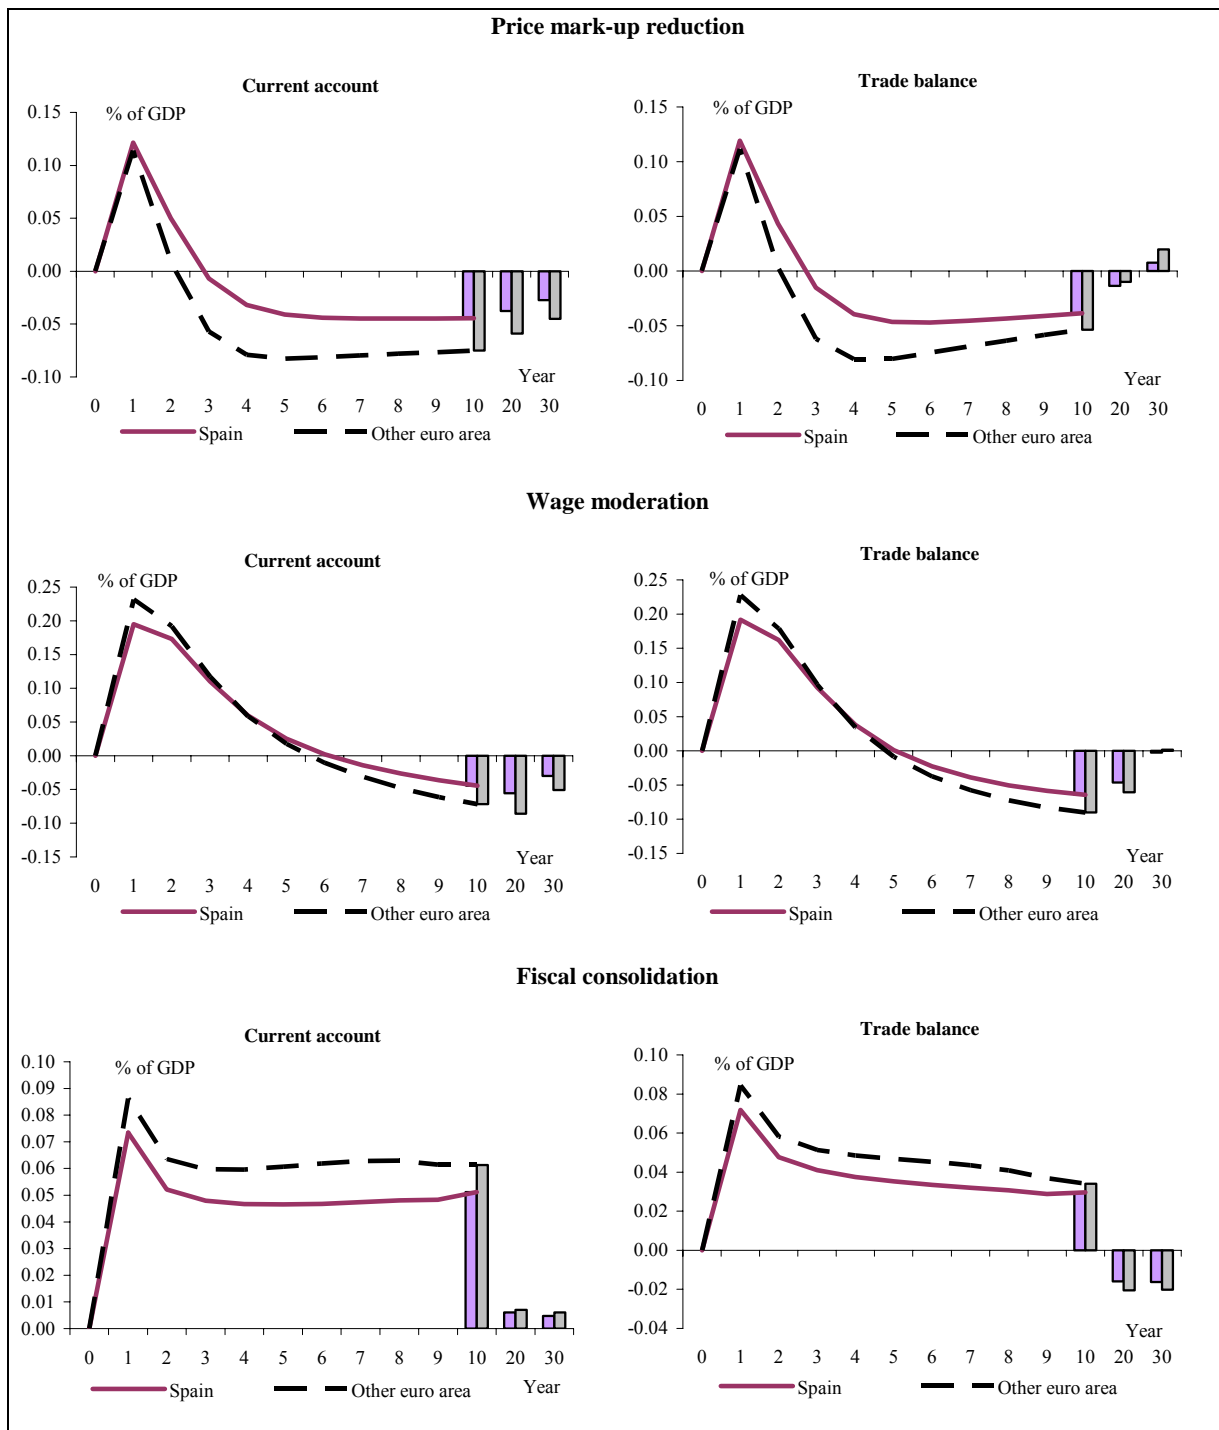 Price mark-up reduction
Current account
% of GDP
0.15
0.10
0.05
0.00
-0.05
-0.10
Year
0 1 2 3 4 5 6 7 8 9 10 20 30
Spain Other euro area
Trade balance
% of GDP
0.15
0.10
0.05
0.00
-0.05
-0.10
Year
0 1 2 3 4 5 6 7 8 9 10 20 30
Spain Other euro area
Wage moderation
Current account
% of GDP
0.25
0.20
0.15
0.10
0.05
0.00
-0.05
-0.10
-0.15
Year
0 1 2 3 4 5 6 7 8 9 10 20 30
Spain Other euro area
Trade balance
% of GDP
0.25
0.20
0.15
0.10
0.05
0.00
-0.05
-0.10
-0.15
Year
0 1 2 3 4 5 6 7 8 9 10 20 30
Spain Other euro area
Fiscal consolidation
Current account
% of GDP
0.10
0.09
0.08
0.07
0.06
0.05
0.04
0.03
0.02
0.01
0.00
0 1 2 3 4 5 6 7 8 9 10 20 30
Spain Other euro area Year
Trade balance
% of GDP
0.10
0.08
0.06
0.04
0.02
0.00
-0.02
-0.04
Year
0 1 2 3 4 5 6 7 8 9 10 20 30
Spain Other euro area